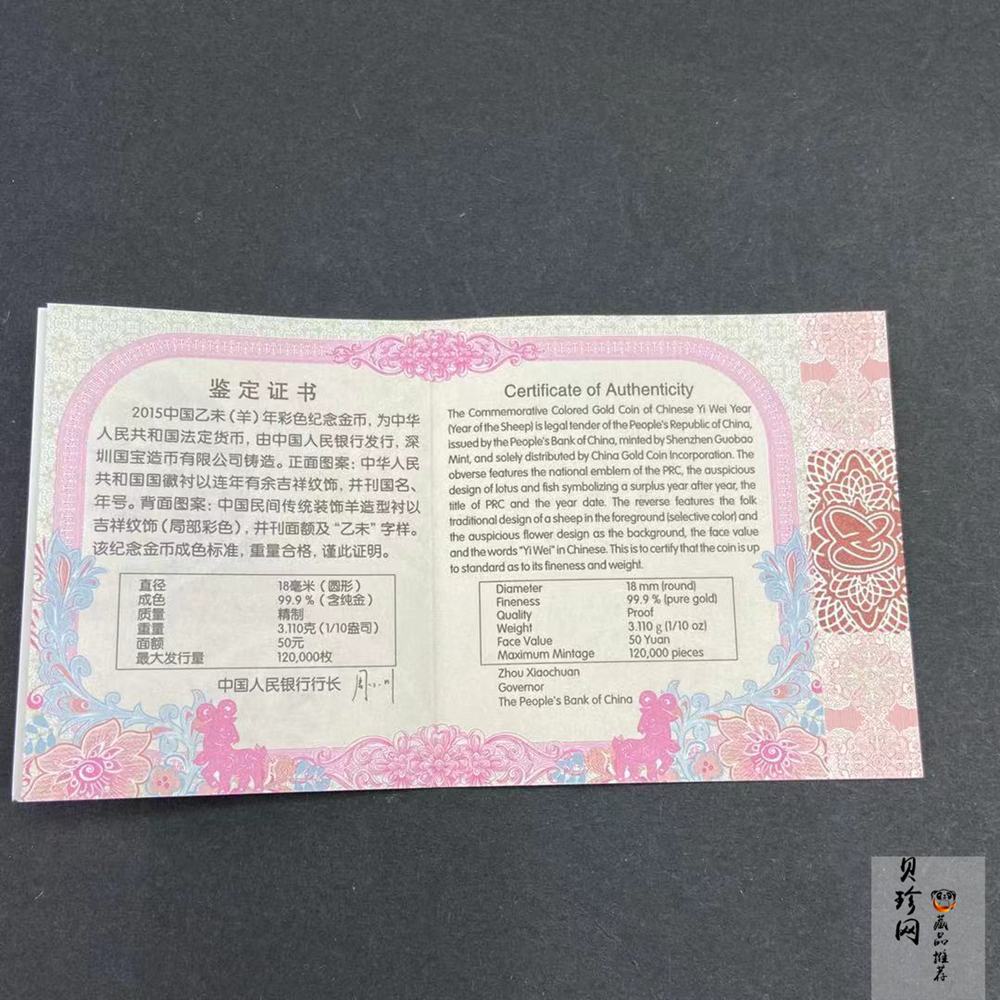 鉴定证书
2015中国乙未（羊）年彩色纪念金币，为中华
人民共和国法定货币，由中国人民银行发行，深
圳国宝造币有限公司铸造。正面图案：中华人民
共和国国徽衬以连年有余吉祥纹饰，并刊国名、
年号。背面图案：中国民间传统装饰羊造型衬以
吉祥纹饰（局部彩色），并刊面额及“乙未”字样。
该纪念金币成色标准，重量合格，谨此证明。
直径 18毫米（圆形）
成色 99.9%（含纯金）
质量 精制
重量 3.110克（1/10盎司）
面额 50元
最大发行量 120,000枚
中国人民银行行长
Certificate of Authenticity
The Commemorative Colored Gold Coin of Chinese Yi Wei Year
(Year of the Sheep) is legal tender of the People's Republic of China,
issued by the People's Bank of China, minted by Shenzhen Guobao
Mint, and solely distributed by China Gold Coin Incorporation. The
obverse features the national emblem of the PRC, the auspicious
design of lotus and fish symbolizing a surplus year after year, the
title of PRC and the year date. The reverse features the folk
traditional design of a sheep in the foreground (selective color) and
the auspicious flower design as the background, the face value
and the words "Yi Wei" in Chinese. This is to certify that the coin is up
to standard as to its fineness and weight.
Diameter 18 mm (round)
Fineness 99.9 % (pure gold)
Quality Proof
Weight 3.110 g (1/10 oz)
Face Value 50 Yuan
Maximum Mintage 120,000 pieces
Zhou Xiaochuan
Governor
The People's Bank of China
贝珍网
藏品推荐